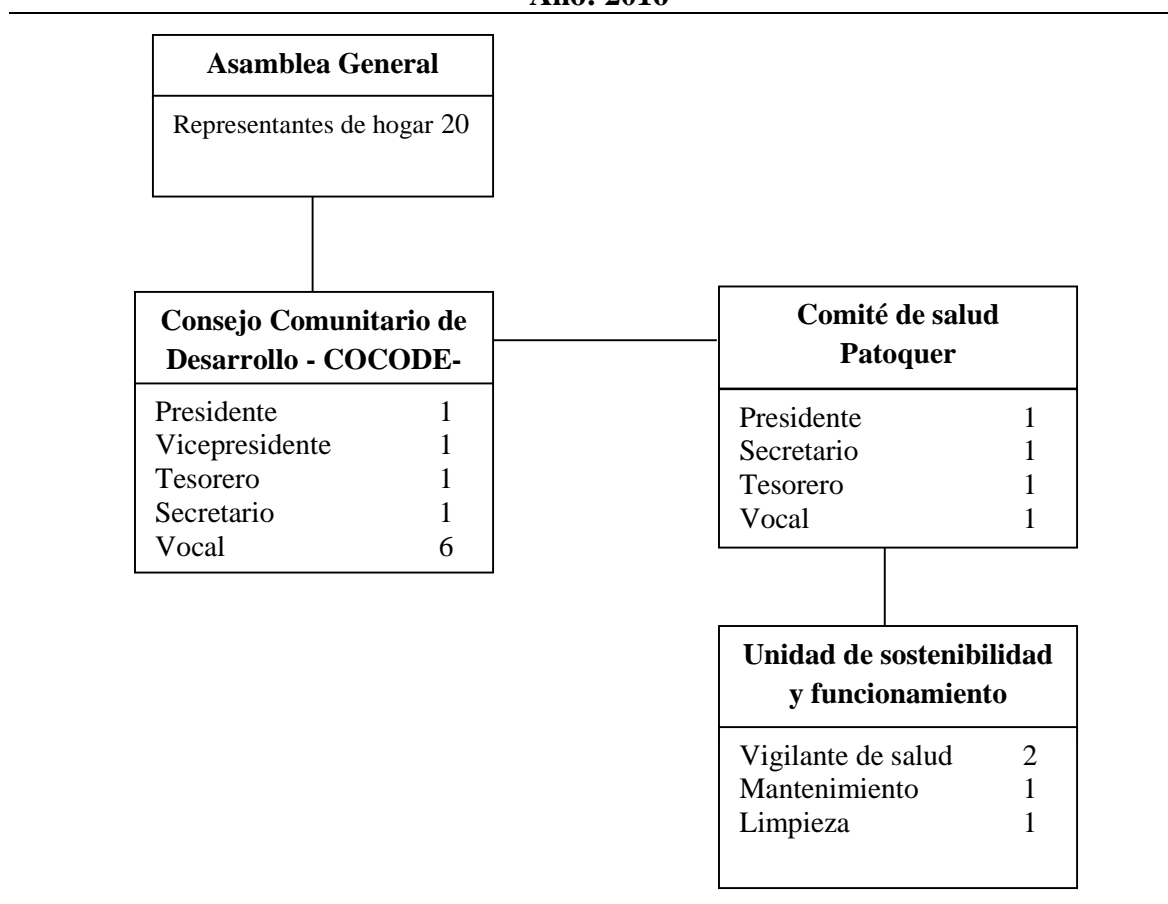 Año: 2016
Asamblea General
Representantes de hogar 20
Consejo Comunitario de
Desarrollo - COCODE-
Presidente 1
Vicepresidente 1
Tesorero 1
Secretario 1
Vocal 6
Comité de salud
Patoquer
Presidente 1
Secretario 1
Tesorero 1
Vocal 1
Unidad de sostenibilidad
y funcionamiento
Vigilante de salud 2
Mantenimiento 1
Limpieza 1